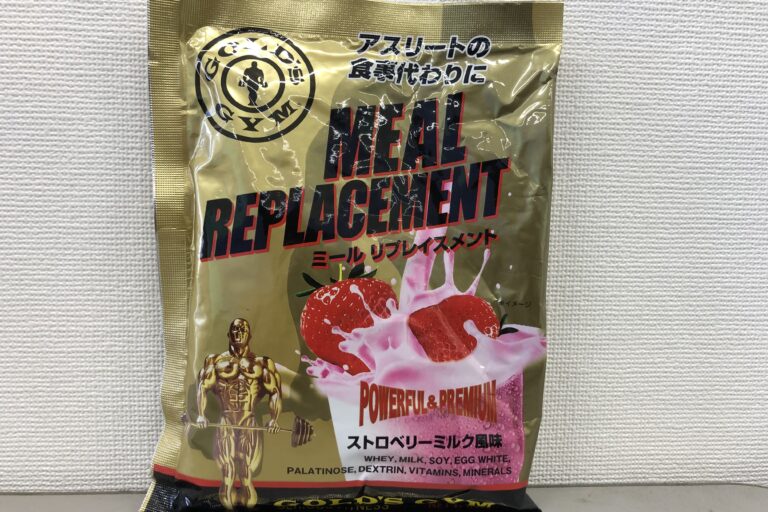 GOLD'S
GYM
アスリートの
食事代わりに
MEAL
REPLACEMENT
ミール リプレイスメント
イメージ
POWERFUL & PREMIUM
ストロベリーミルク風味
WHEY, MILK, SOY, EGG WHITE,
PALATINOSE, DEXTRIN, VITAMINS, MINERALS
GOLD'S GYM